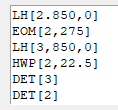 LH[2.850,0]
EOM[2,275]
LH[3,850,0]
HWP[2,22.5]
DET[3]
DET[2]